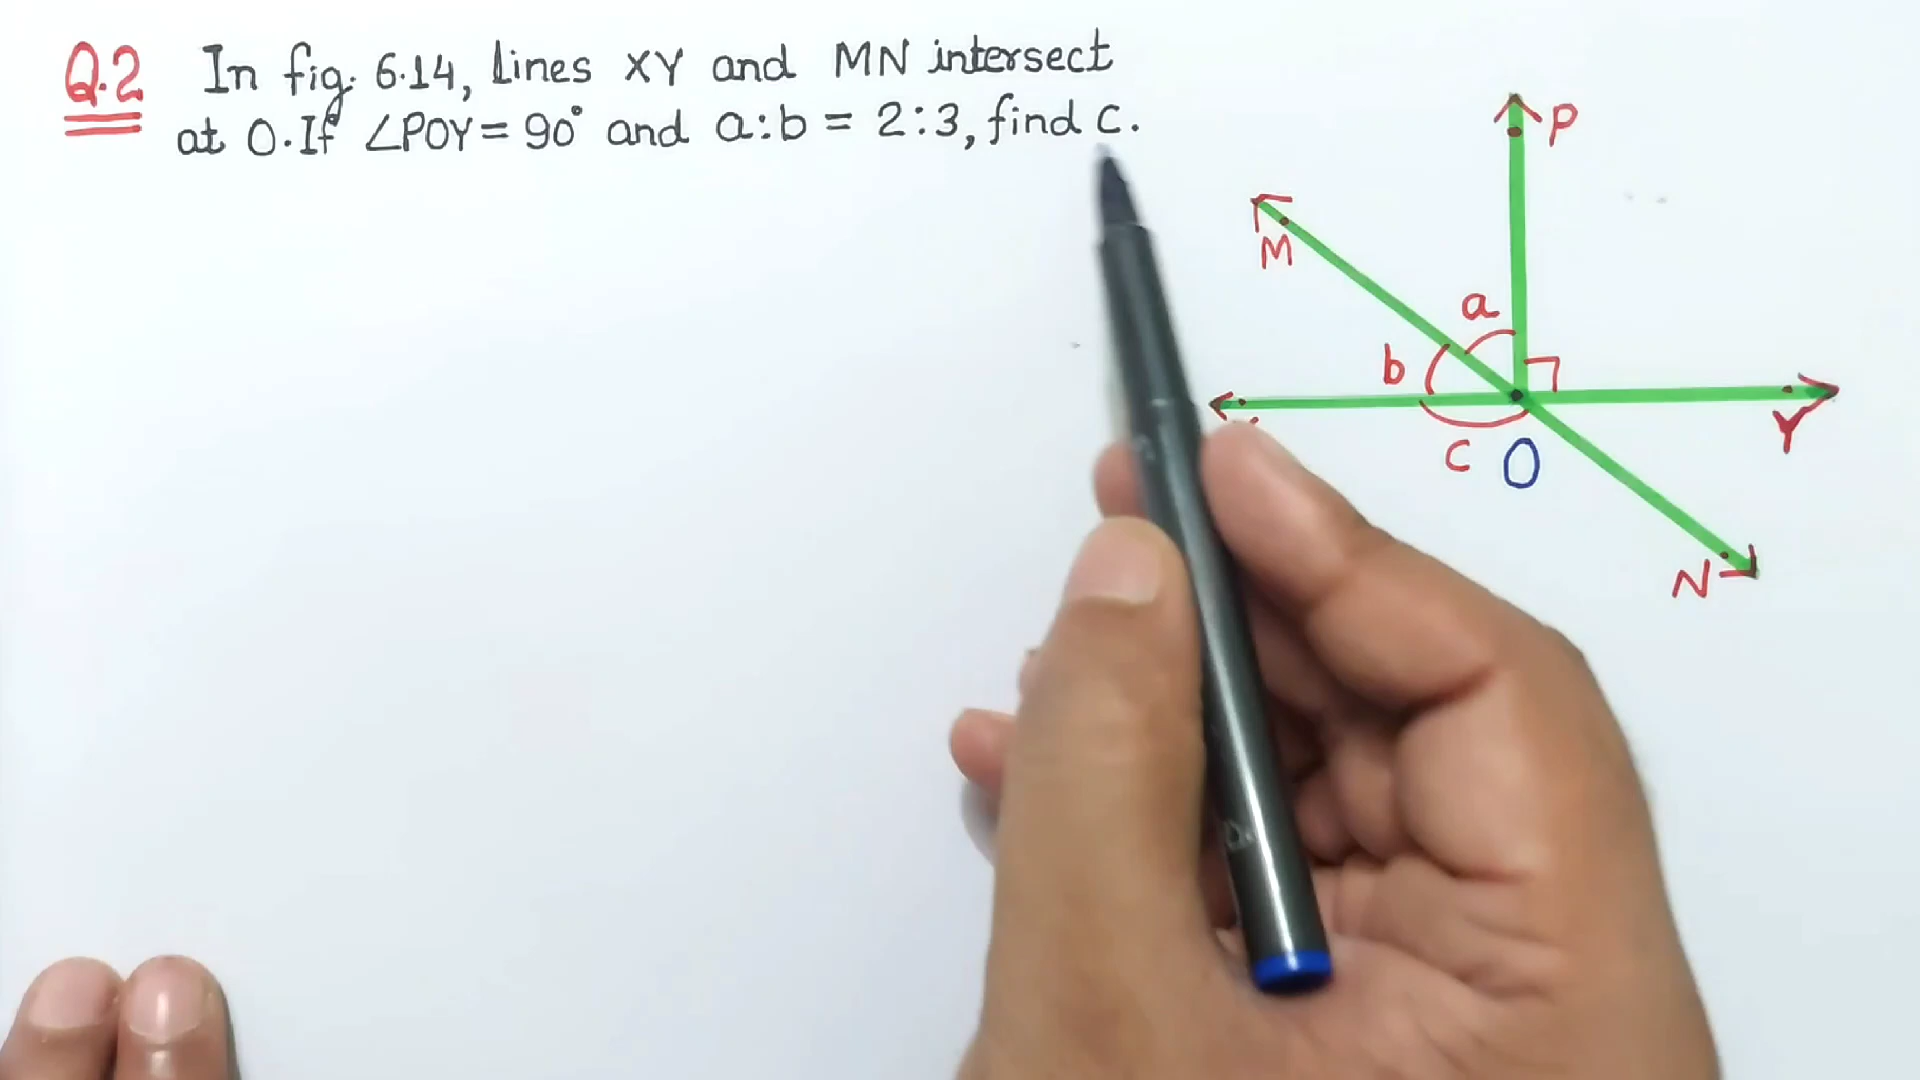 Q.2 In fig. 6.14, Lines XY and MN intersect
at O. If ∠POY = 90° and a:b = 2:3, find c.
P
M
a
b
Y
c O
N